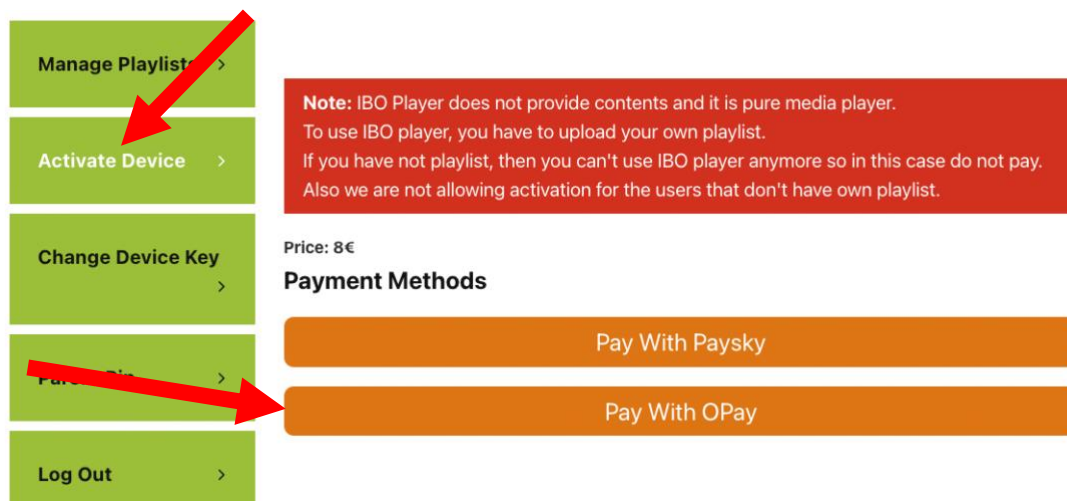 Manage Playlists
Activate Device
Change Device Key
Log Out
Note: IBO Player does not provide contents and it is pure media player.
To use IBO player, you have to upload your own playlist.
If you have not playlist, then you can't use IBO player anymore so in this case do not pay.
Also we are not allowing activation for the users that don't have own playlist.
Price: 8€
Payment Methods
Pay With Paysky
Pay With OPay